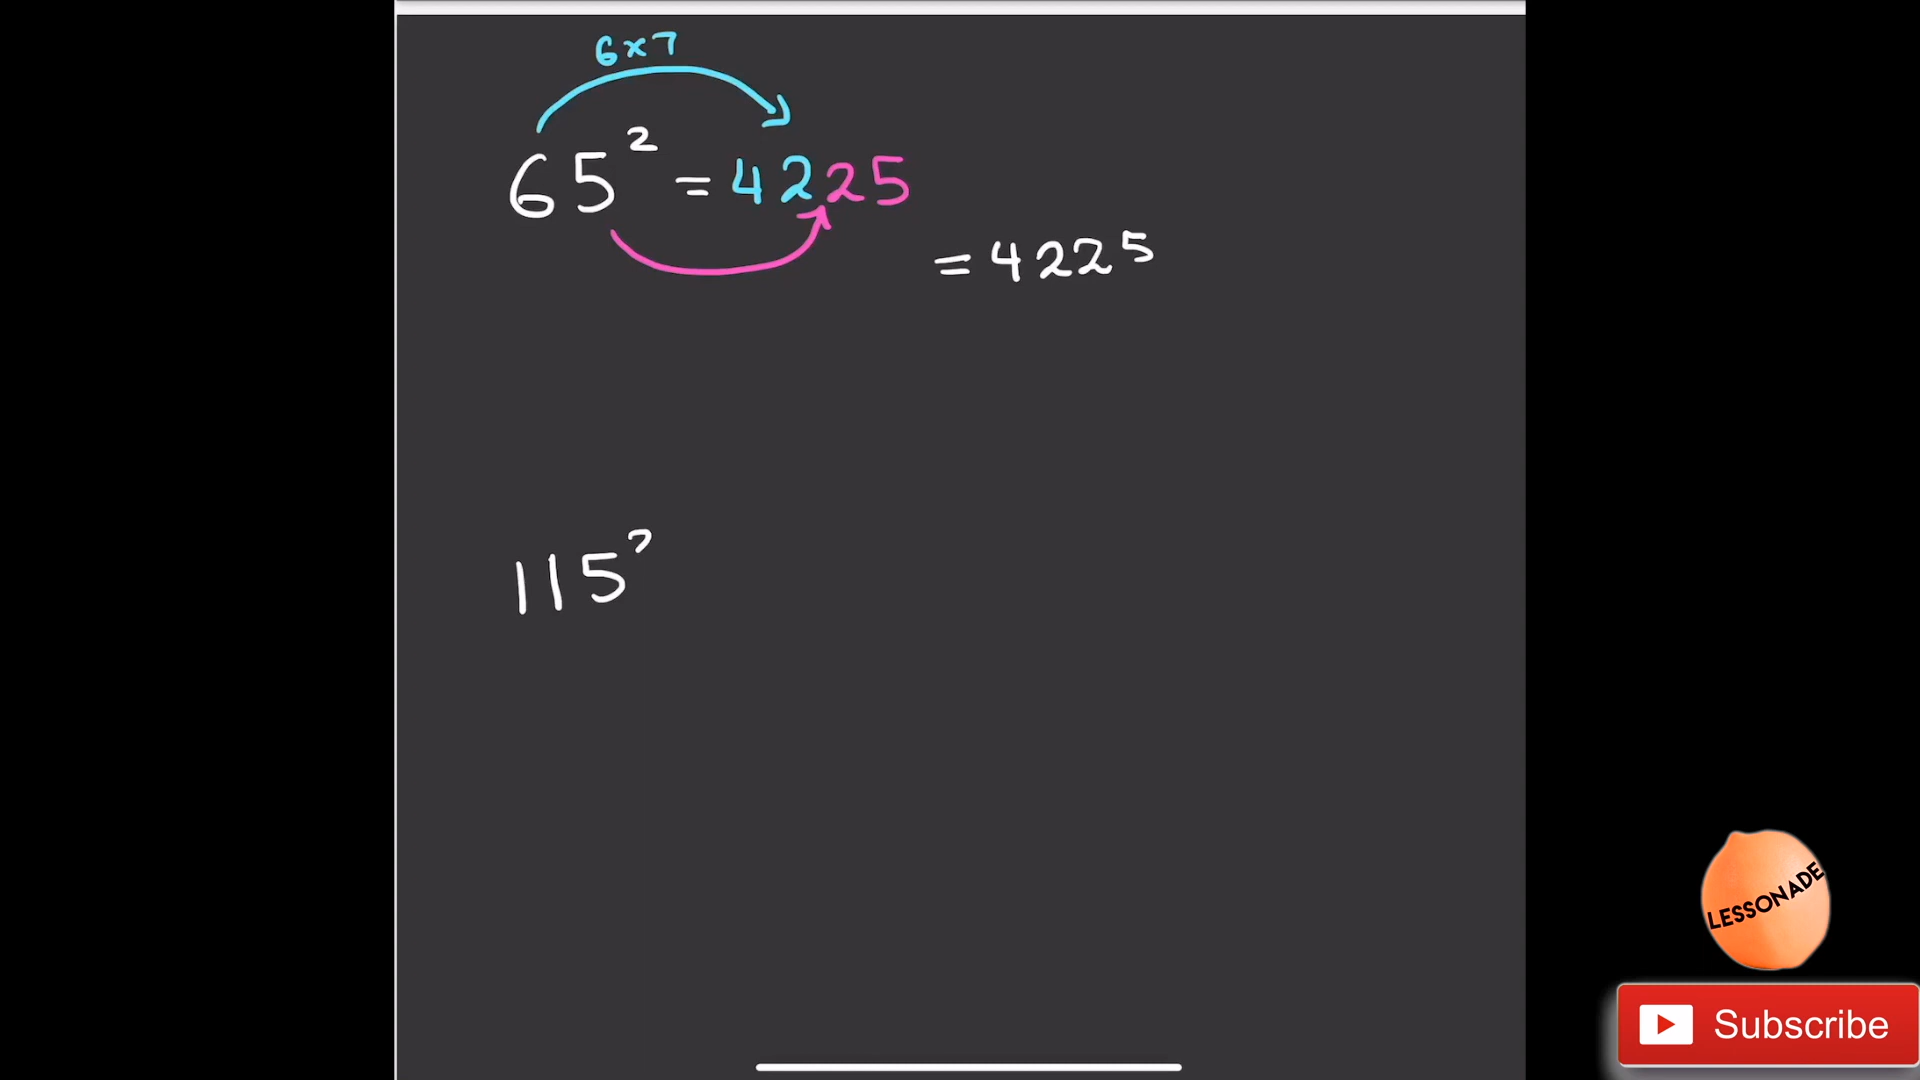 6×7
65² = 4225
= 4225
115²
LESSONADE
Subscribe